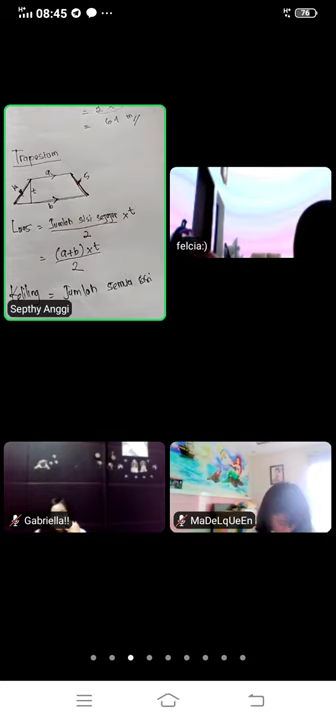 08:45
76
= 64 m //
Trapesium
a
t
s
b
Luas = Jumlah sisi sejajar x t
2
= (a+b) x t
2
Keliling = Jumlah semua sisi
Septhy Anggi
felcia:)
Gabriella!!
MaDeLqUeEn